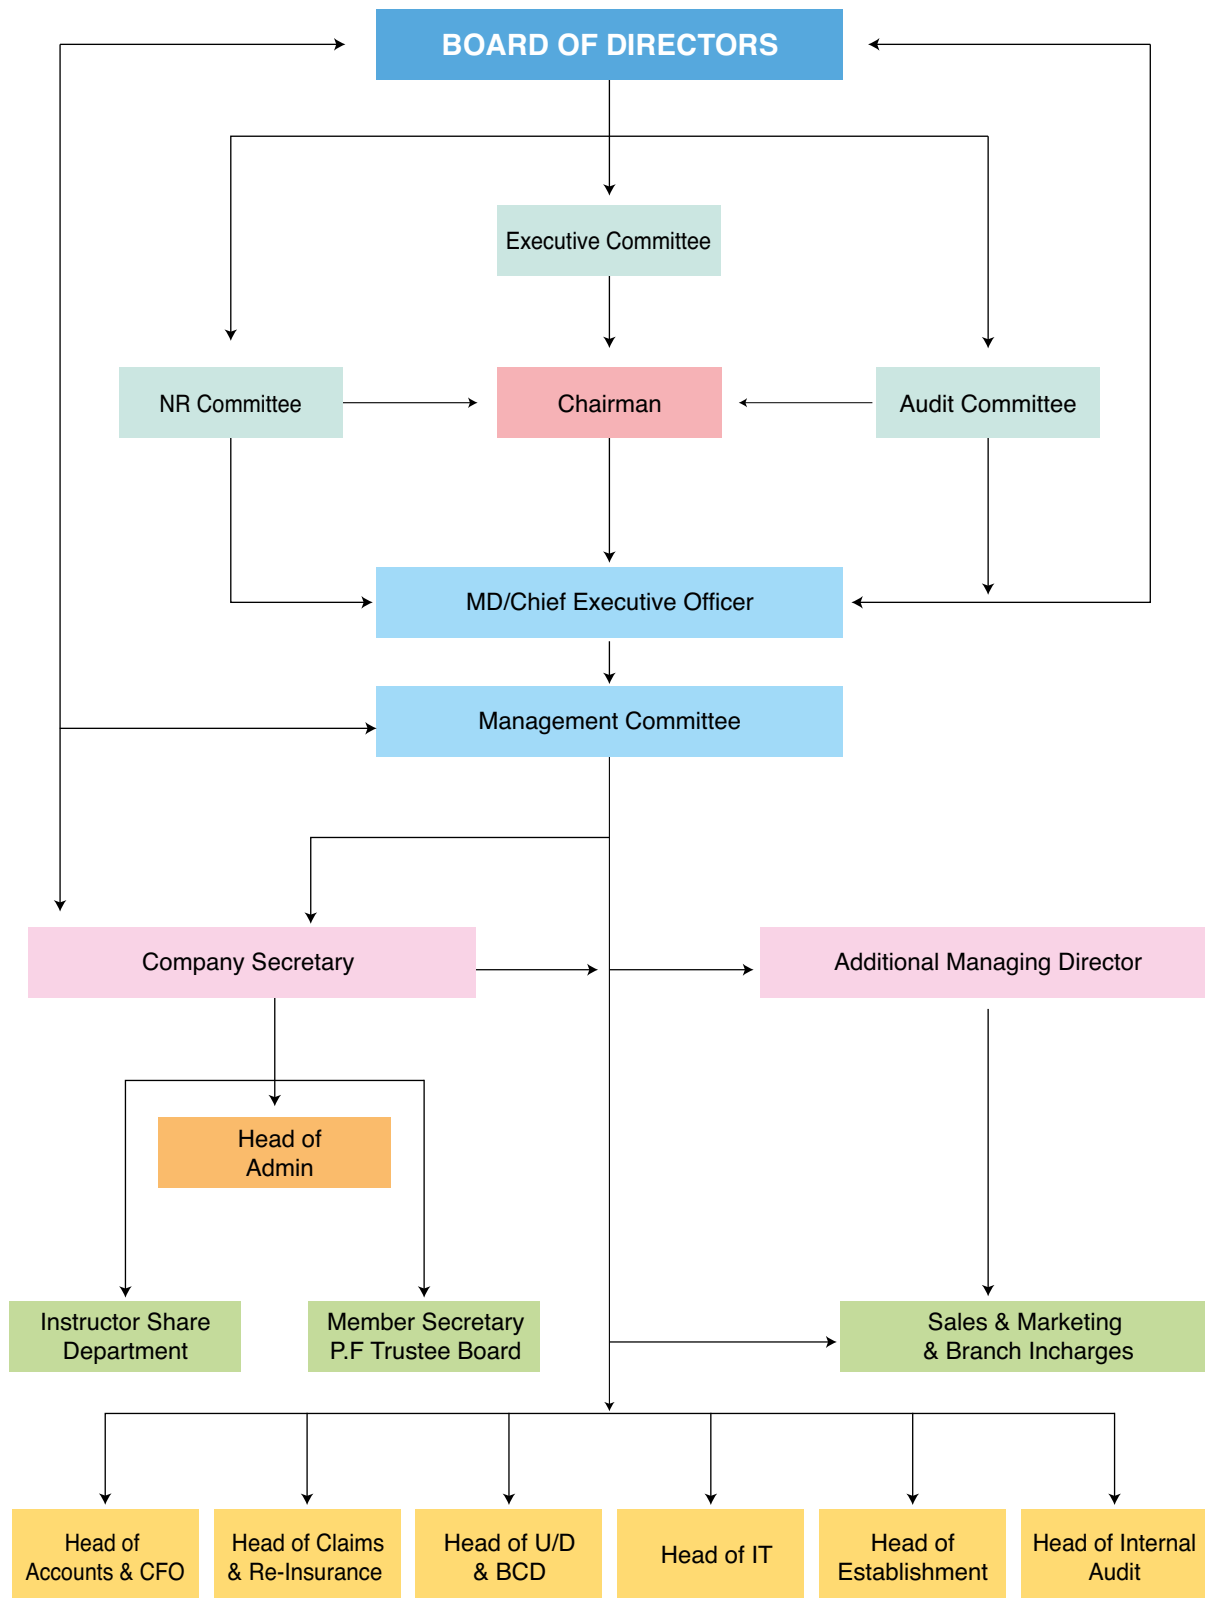 BOARD OF DIRECTORS
Executive Committee
NR Committee
Chairman
Audit Committee
MD/Chief Executive Officer
Management Committee
Company Secretary
Additional Managing Director
Head of
Admin
Instructor Share
Department
Member Secretary
P.F Trustee Board
Sales & Marketing
& Branch Incharges
Head of
Accounts & CFO
Head of Claims
& Re-Insurance
Head of U/D
& BCD
Head of IT
Head of
Establishment
Head of Internal
Audit